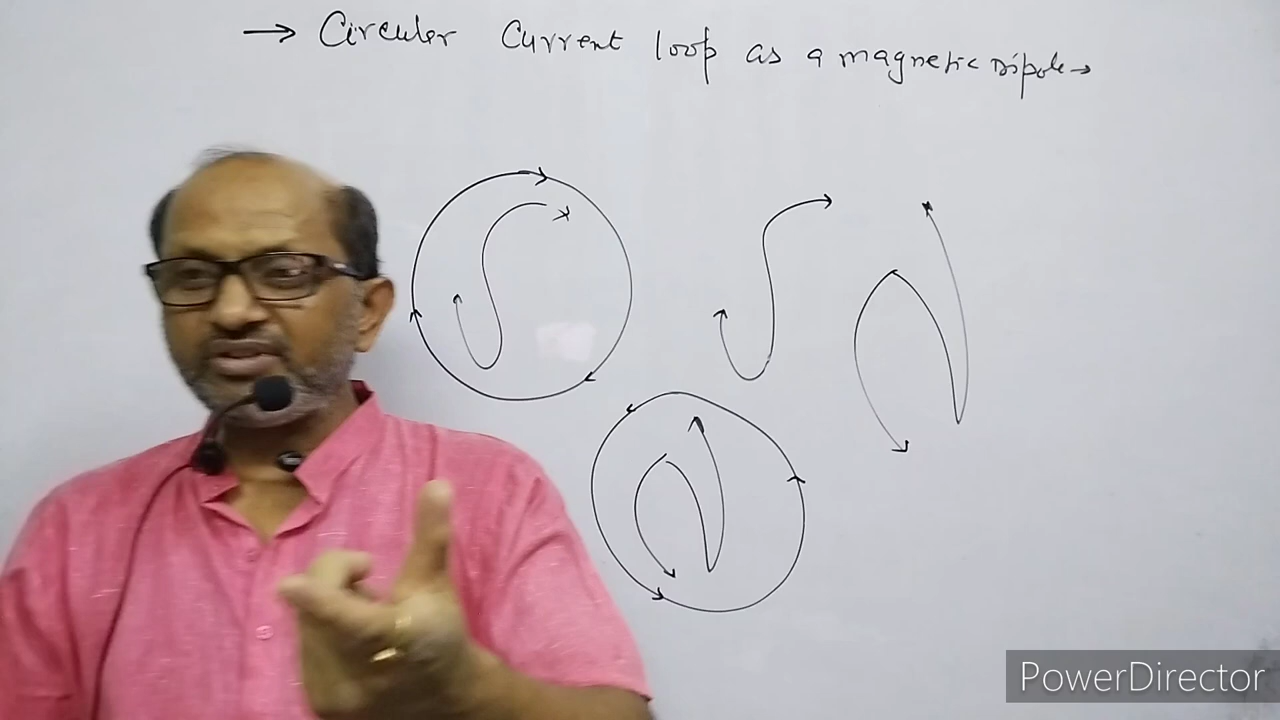 → Circuler Current loop as a magnetic Dipole →
S
N
PowerDirector